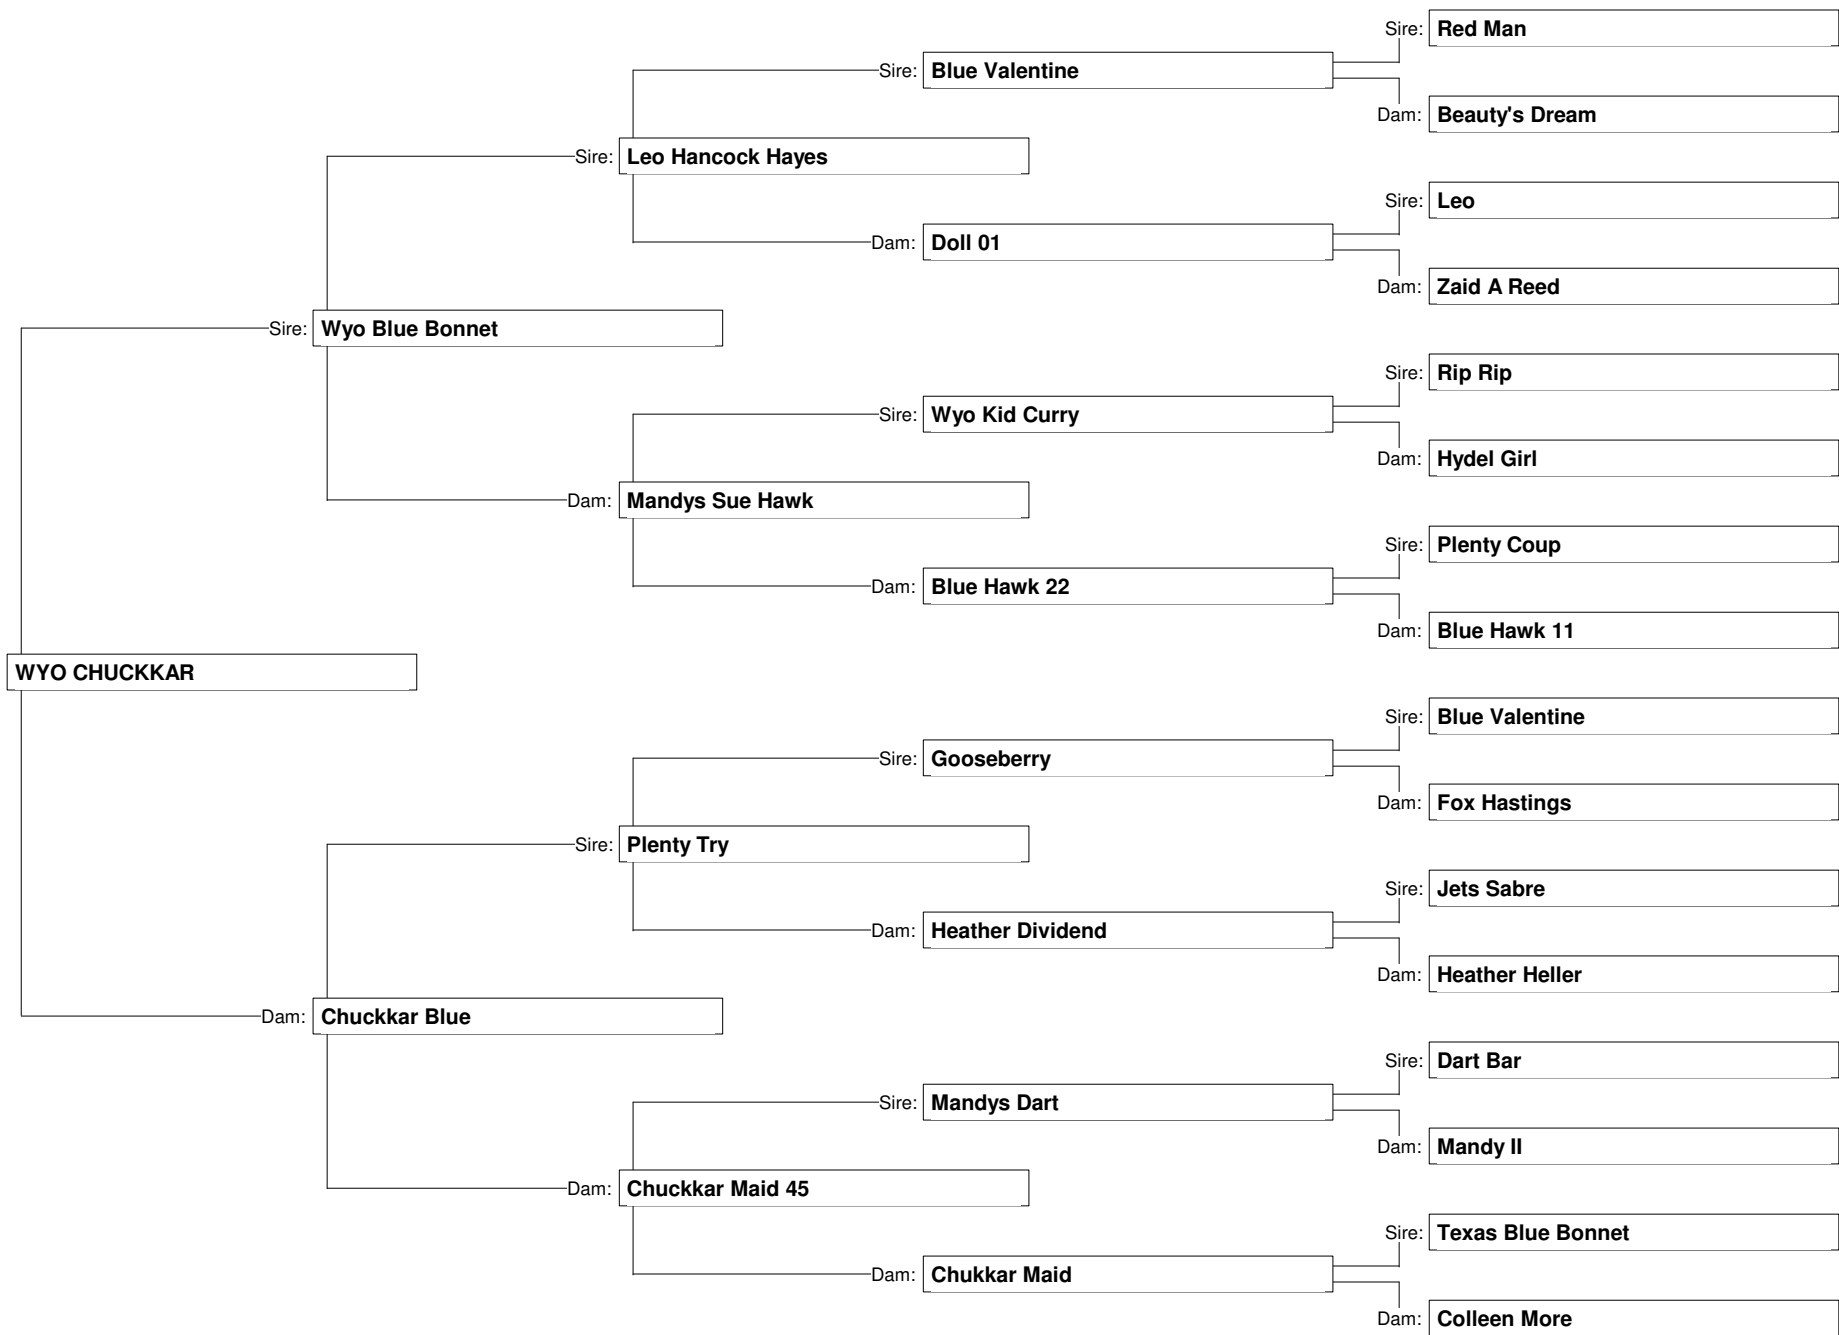 Sire: Red Man
Sire: Blue Valentine
Dam: Beauty's Dream
Sire: Leo Hancock Hayes
Sire: Leo
Dam: Doll 01
Dam: Zaid A Reed
Sire: Wyo Blue Bonnet
Sire: Rip Rip
Sire: Wyo Kid Curry
Dam: Hydel Girl
Dam: Mandys Sue Hawk
Sire: Plenty Coup
Dam: Blue Hawk 22
Dam: Blue Hawk 11
WYO CHUCKKAR
Sire: Blue Valentine
Sire: Gooseberry
Dam: Fox Hastings
Sire: Plenty Try
Sire: Jets Sabre
Dam: Heather Dividend
Dam: Heather Heller
Dam: Chuckkar Blue
Sire: Dart Bar
Sire: Mandys Dart
Dam: Mandy II
Dam: Chuckkar Maid 45
Sire: Texas Blue Bonnet
Dam: Chukkar Maid
Dam: Colleen More